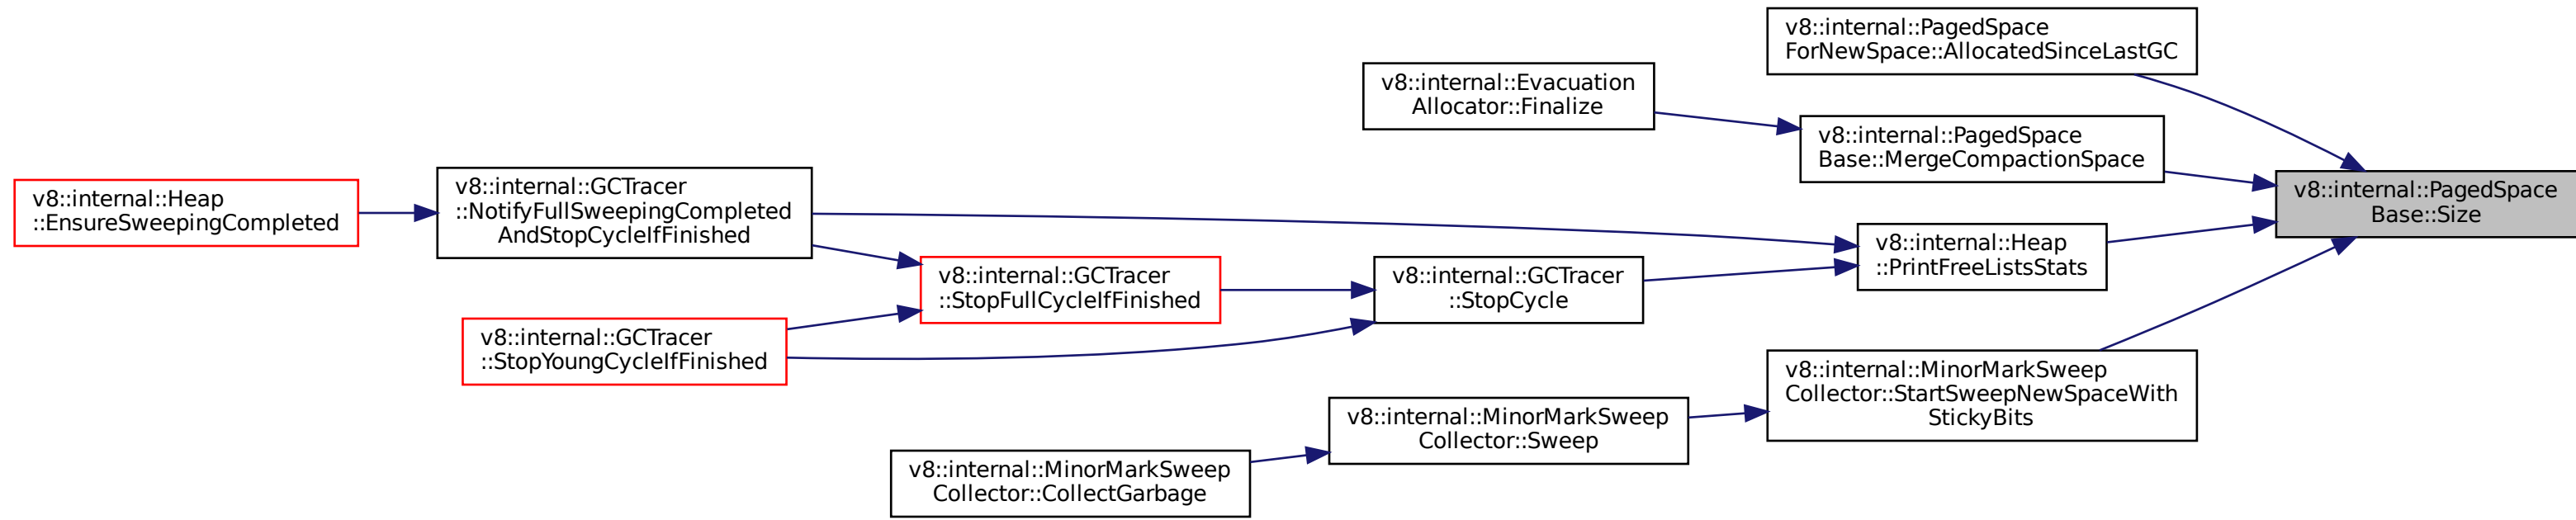 v8::internal::PagedSpace
ForNewSpace::AllocatedSinceLastGC
v8::internal::Evacuation
Allocator::Finalize
v8::internal::PagedSpace
Base::MergeCompactionSpace
v8::internal::GCTracer
::NotifyFullSweepingCompleted
AndStopCycleIfFinished
v8::internal::Heap
::EnsureSweepingCompleted
v8::internal::PagedSpace
Base::Size
v8::internal::Heap
::PrintFreeListsStats
v8::internal::GCTracer
::StopFullCycleIfFinished
v8::internal::GCTracer
::StopCycle
v8::internal::GCTracer
::StopYoungCycleIfFinished
v8::internal::MinorMarkSweep
Collector::StartSweepNewSpaceWith
StickyBits
v8::internal::MinorMarkSweep
Collector::Sweep
v8::internal::MinorMarkSweep
Collector::CollectGarbage